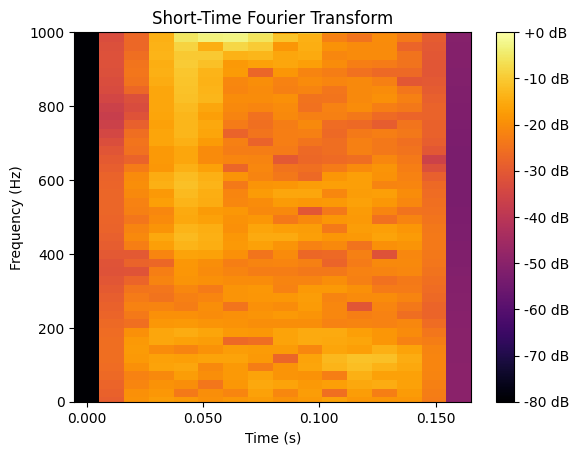 Short-Time Fourier Transform
1000
800
600
400
200
0
Frequency (Hz)
0.000
0.050
0.100
0.150
Time (s)
+0 dB
-10 dB
-20 dB
-30 dB
-40 dB
-50 dB
-60 dB
-70 dB
-80 dB